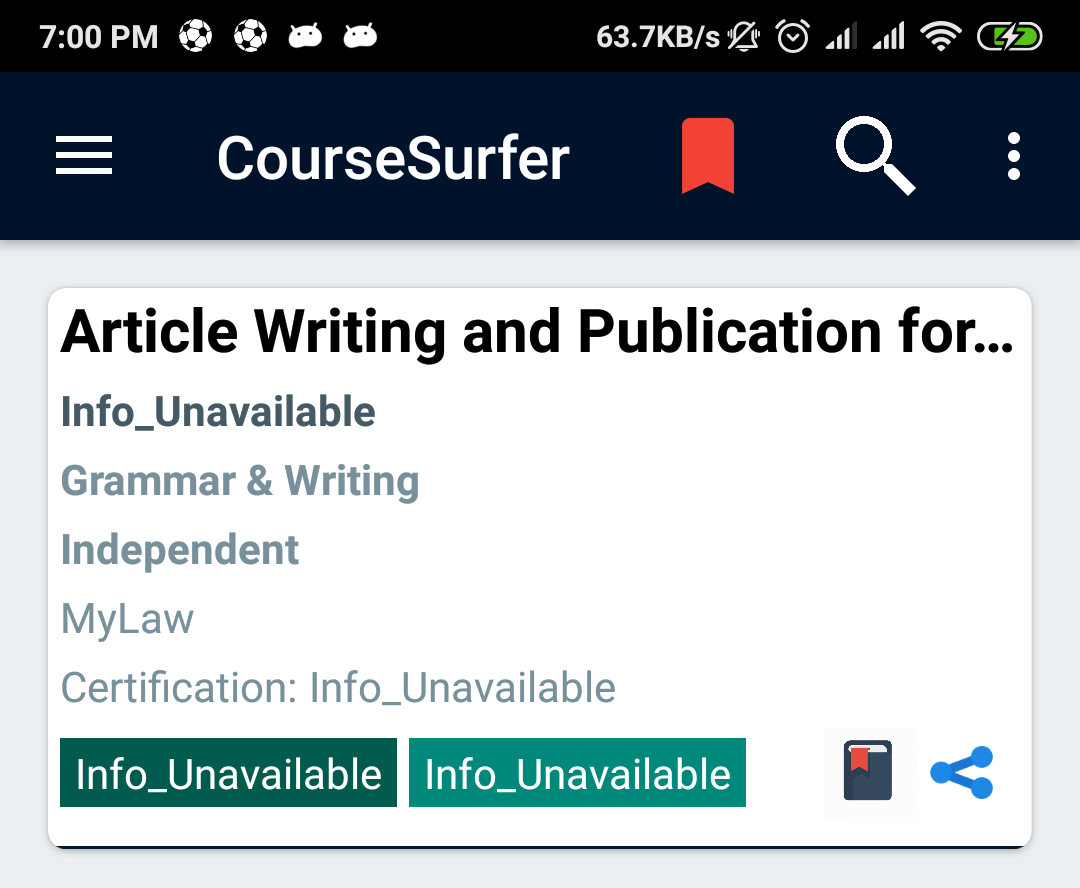 7:00 PM 63.7KB/s
CourseSurfer
Article Writing and Publication for...
Info_Unavailable
Grammar & Writing
Independent
MyLaw
Certification: Info_Unavailable
Info_Unavailable Info_Unavailable